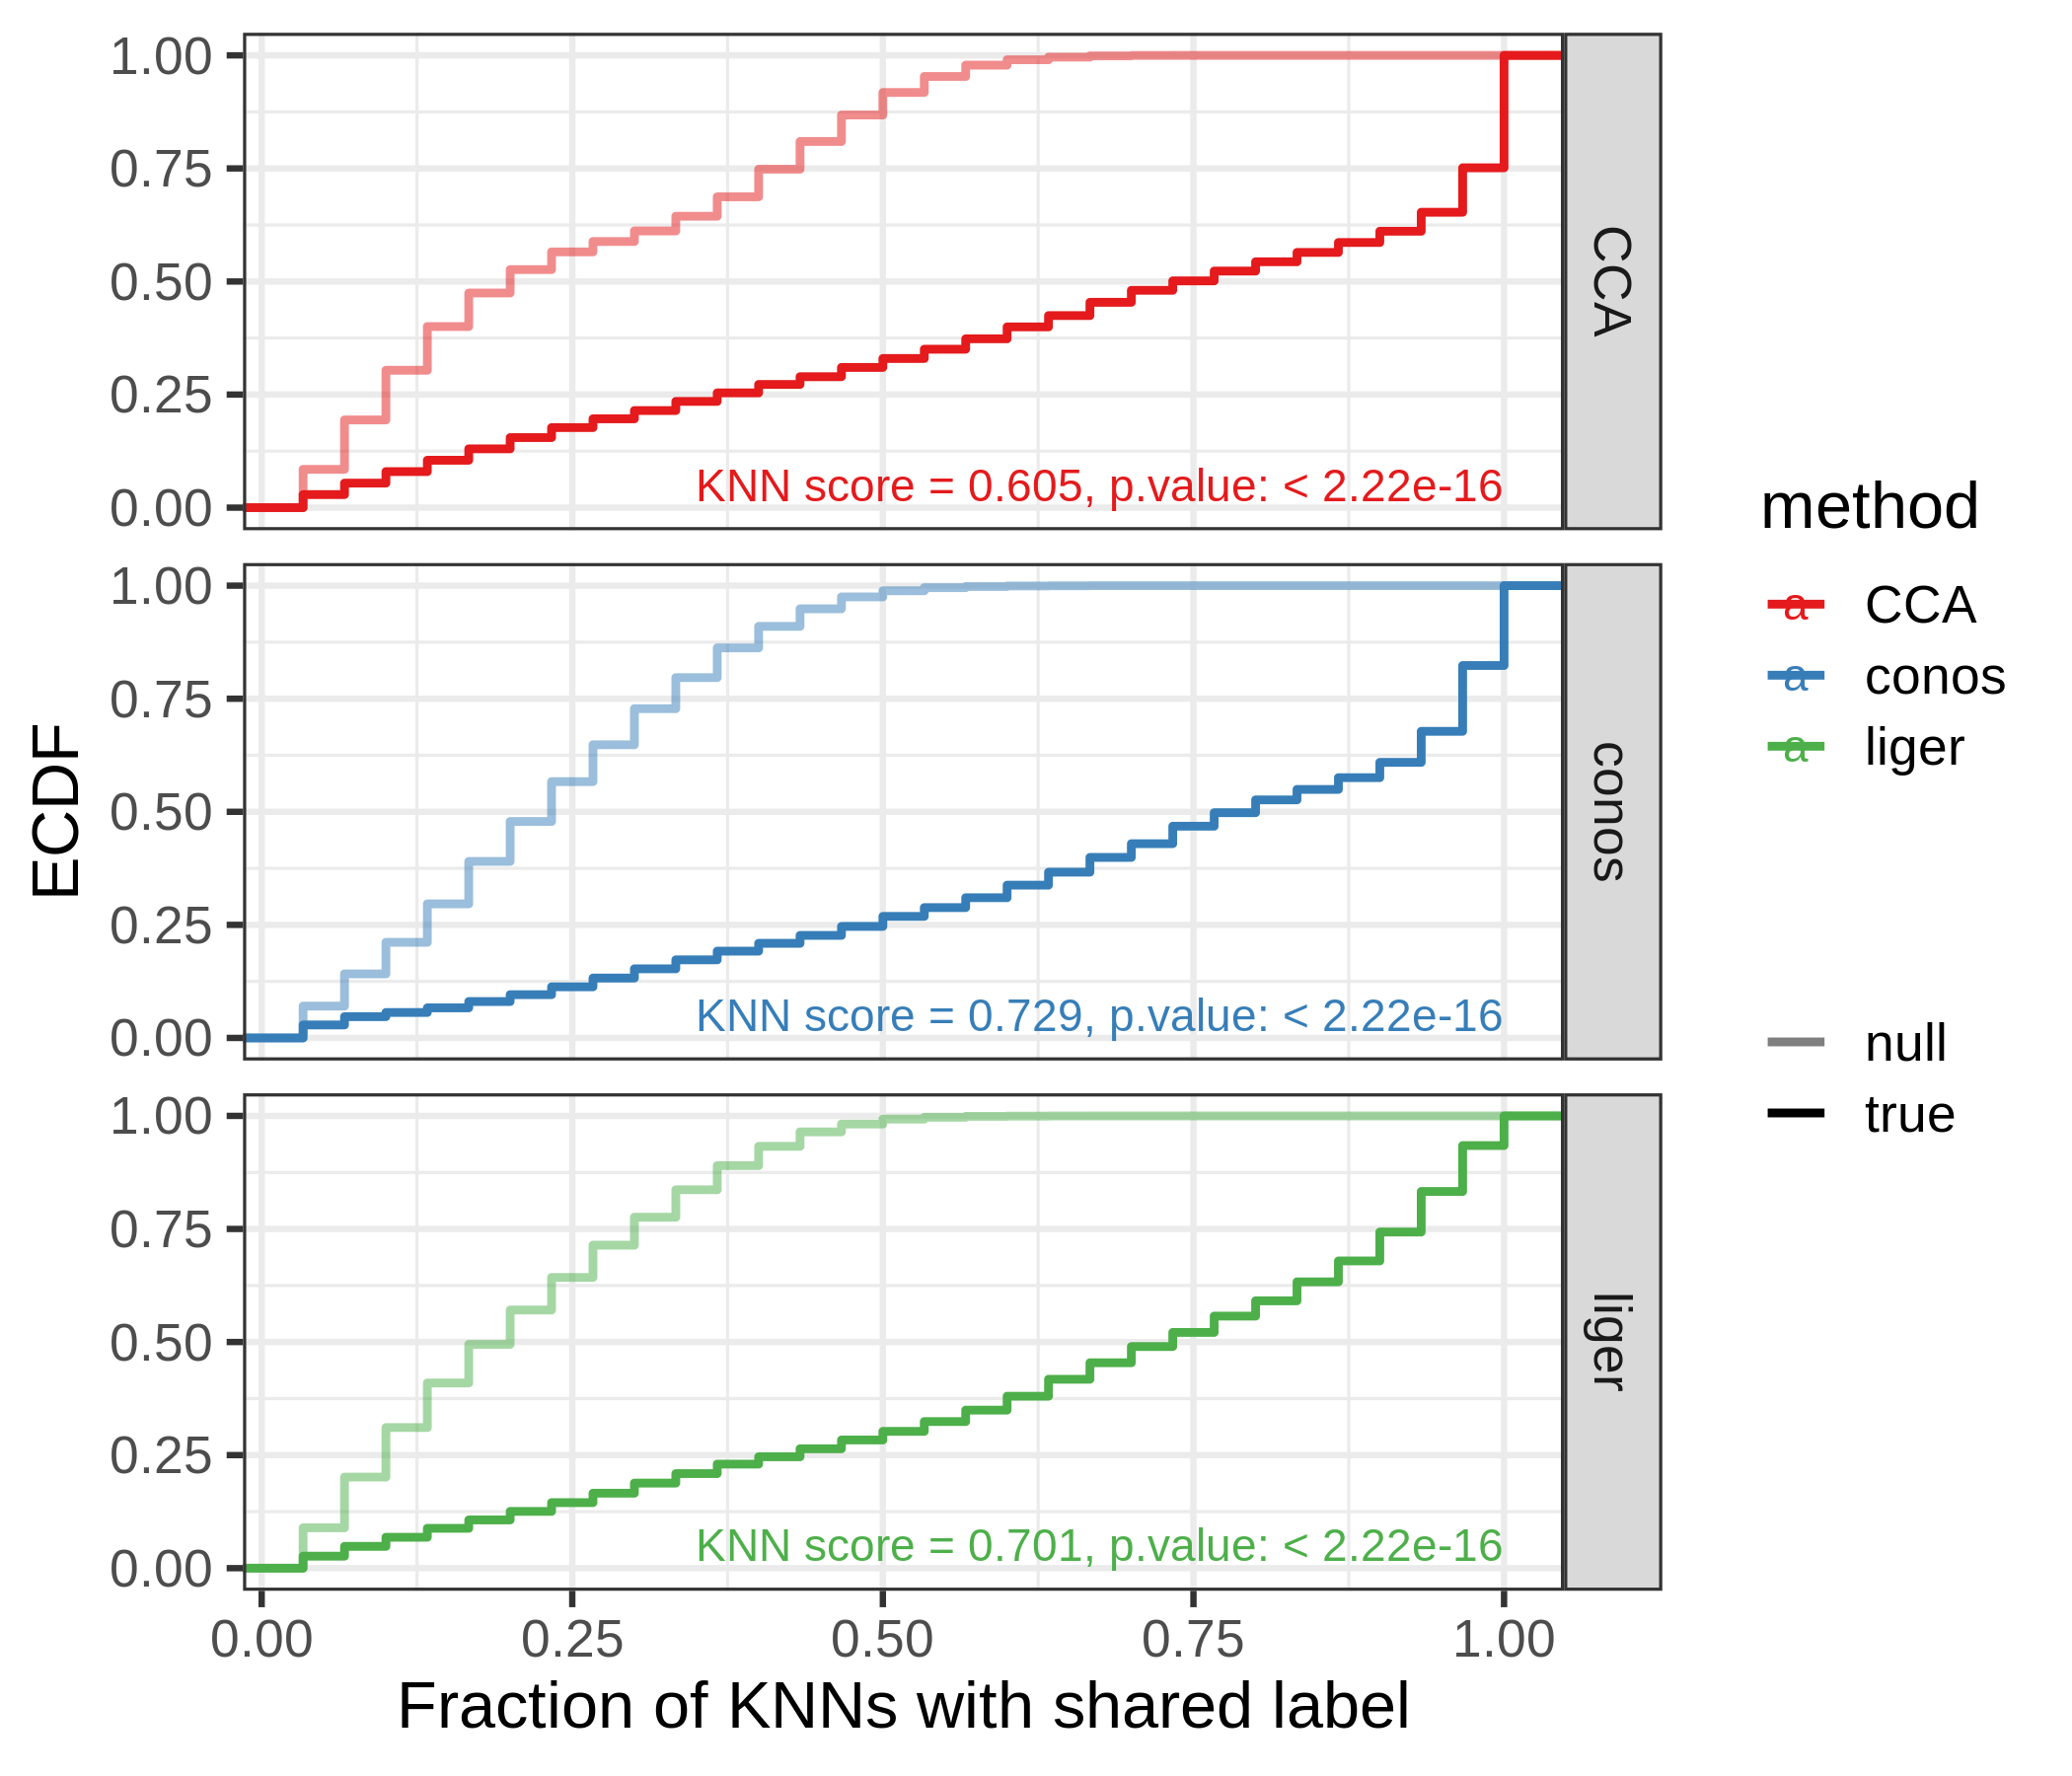 1.00
0.75
0.50
0.25
0.00
KNN score = 0.605, p.value: < 2.22e-16
CCA
1.00
0.75
0.50
0.25
0.00
KNN score = 0.729, p.value: < 2.22e-16
conos
1.00
0.75
0.50
0.25
0.00
KNN score = 0.701, p.value: < 2.22e-16
liger
ECDF
0.00 0.25 0.50 0.75 1.00
Fraction of KNNs with shared label
method
a CCA
a conos
a liger
null
true